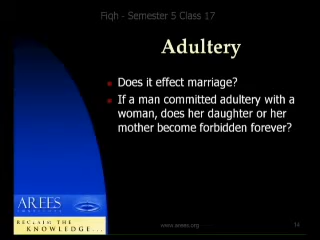 Fiqh - Semester 5 Class 17
Adultery
Does it effect marriage?
If a man committed adultery with a
woman, does her daughter or her
mother become forbidden forever?
AREES
INSTITUTE
RECLAIM THE
KNOWLEDGE...
www.arees.org
14